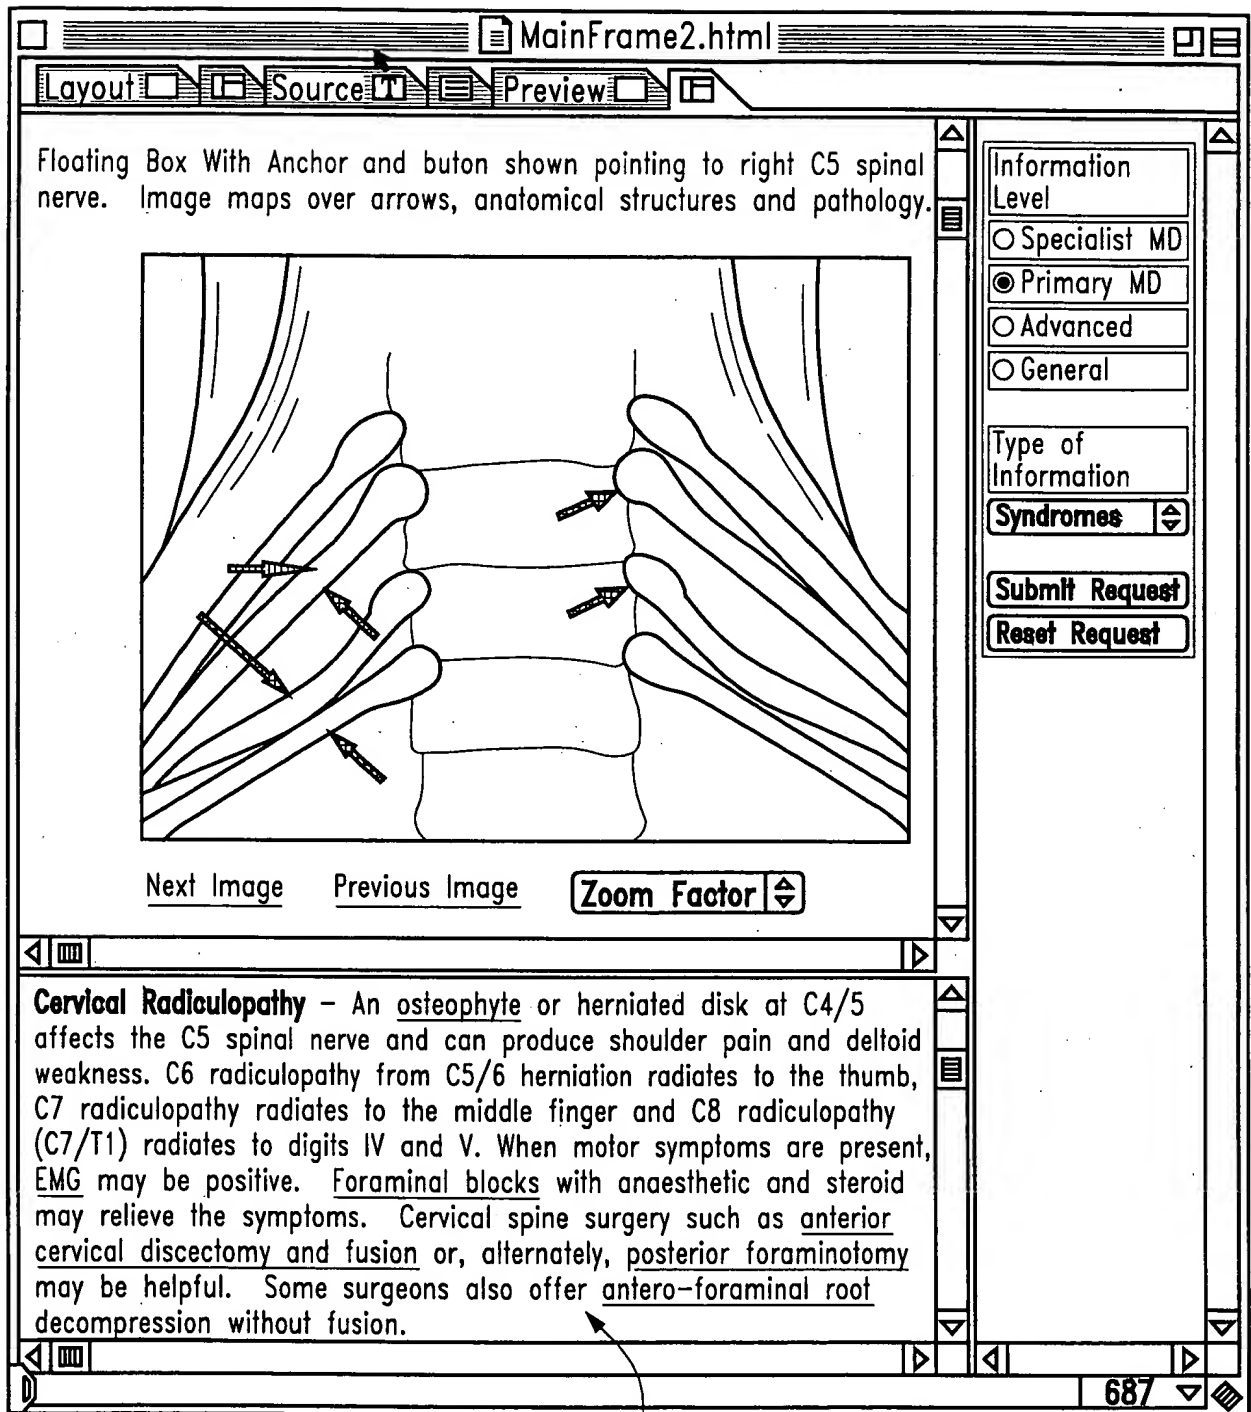 MainFrame2.html
Layout Source T Preview
Floating Box With Anchor and buton shown pointing to right C5 spinal
nerve. Image maps over arrows, anatomical structures and pathology.
Information
Level
Specialist MD
Primary MD
Advanced
General
Type of
Information
Syndromes
Submit Request
Reset Request
Next Image Previous Image Zoom Factor
Cervical Radiculopathy – An osteophyte or herniated disk at C4/5
affects the C5 spinal nerve and can produce shoulder pain and deltoid
weakness. C6 radiculopathy from C5/6 herniation radiates to the thumb,
C7 radiculopathy radiates to the middle finger and C8 radiculopathy
(C7/T1) radiates to digits IV and V. When motor symptoms are present,
EMG may be positive. Foraminal blocks with anaesthetic and steroid
may relieve the symptoms. Cervical spine surgery such as anterior
cervical discectomy and fusion or, alternately, posterior foraminotomy
may be helpful. Some surgeons also offer antero-foraminal root
decompression without fusion.
687